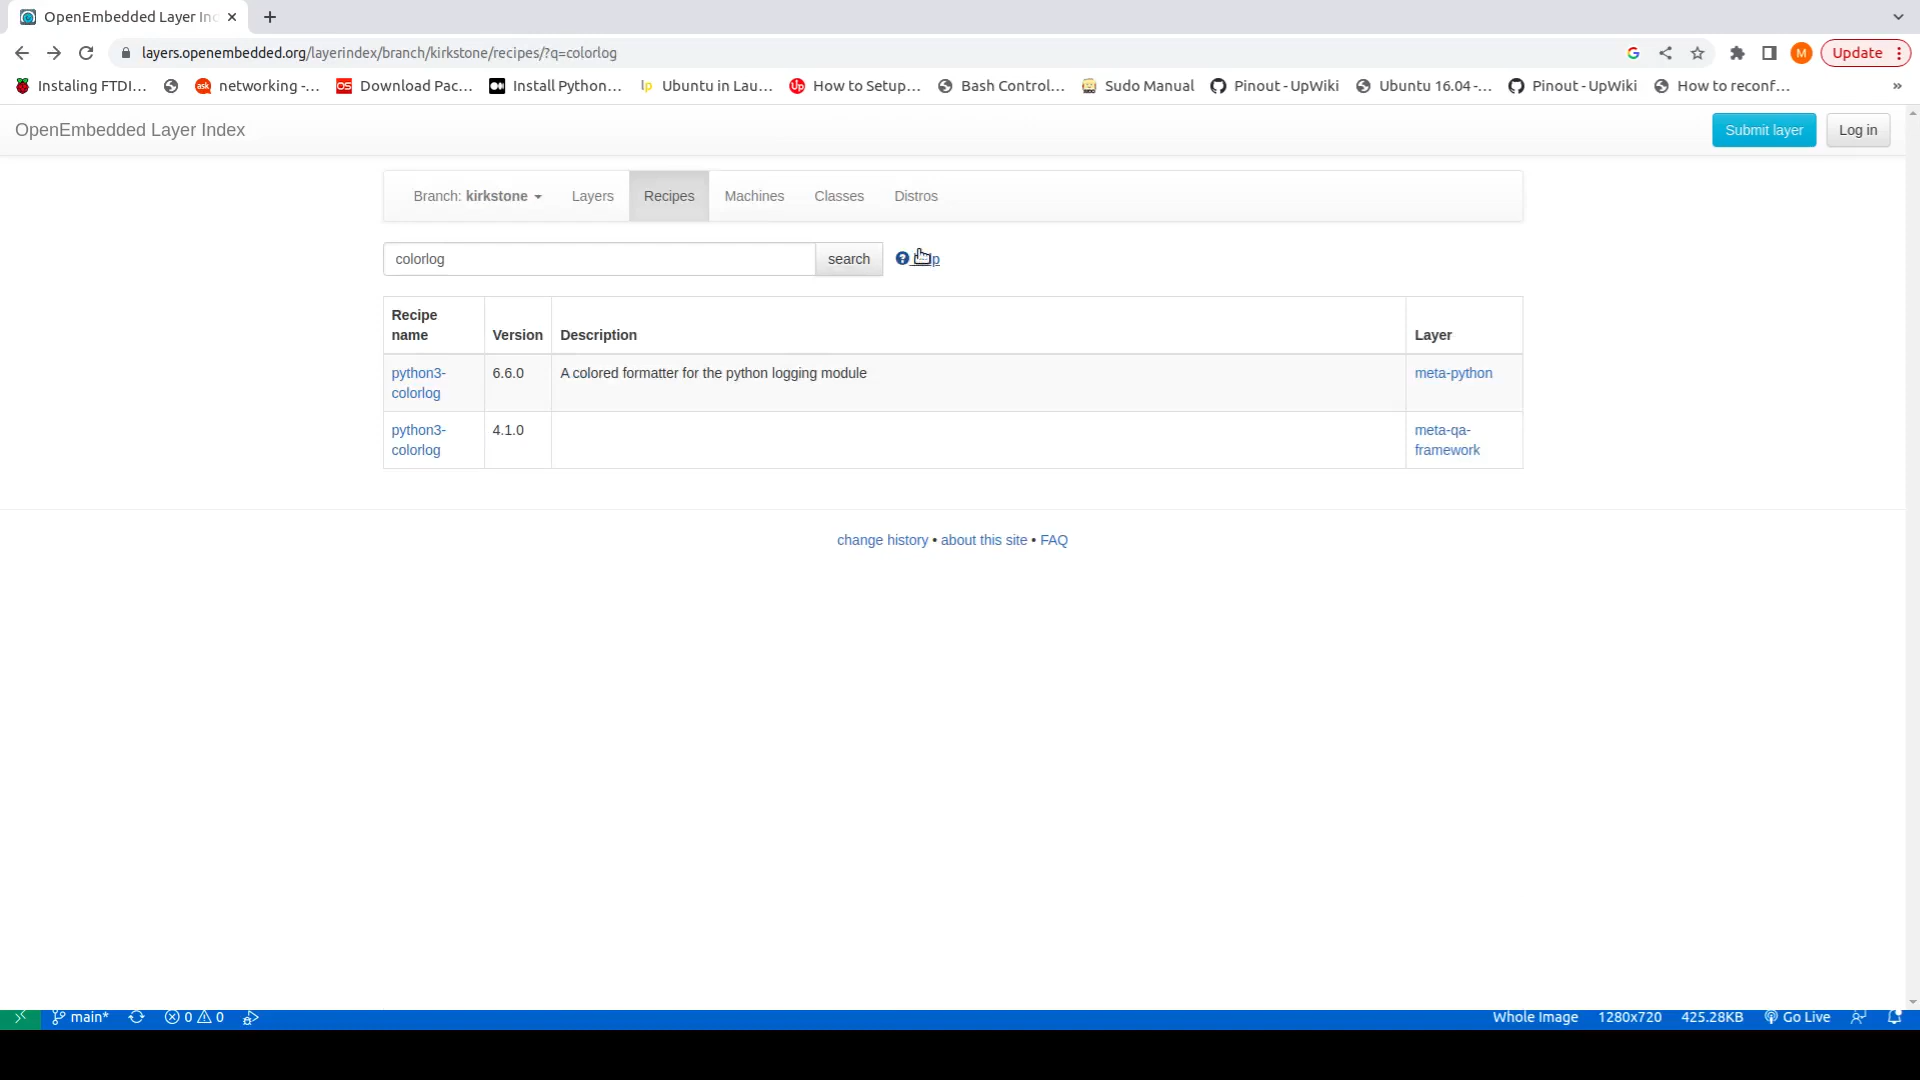 OpenEmbedded Layer Inc
layers.openembedded.org/layerindex/branch/kirkstone/recipes/?q=colorlog
M
Update
Instaling FTDI...
ask networking -...
OS Download Pac...
Install Python...
lp Ubuntu in Lau...
Up How to Setup...
Bash Control...
Sudo Manual
Pinout - UpWiki
Ubuntu 16.04 -...
Pinout - UpWiki
How to reconf...
»
OpenEmbedded Layer Index
Submit layer
Log in
Branch: kirkstone
Layers
Recipes
Machines
Classes
Distros
colorlog
search
Recipe name Version Description Layer
python3-colorlog 6.6.0 A colored formatter for the python logging module meta-python
python3-colorlog 4.1.0 meta-qa-framework
change history • about this site • FAQ
main* 0 0 Whole Image 1280x720 425.28KB Go Live